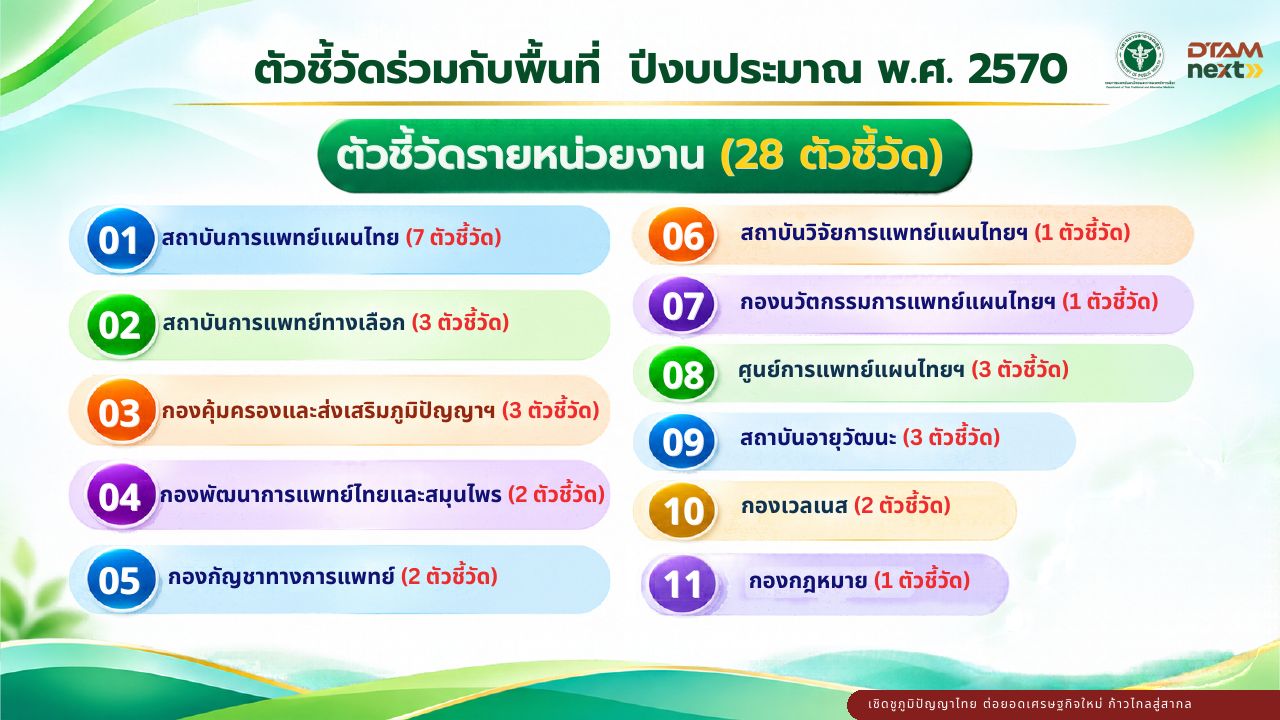 ตัวชี้วัดร่วมกับพื้นที่ ปีงบประมาณ พ.ศ. 2570
DTAM
next
ตัวชี้วัดรายหน่วยงาน (28 ตัวชี้วัด)
01 สถาบันการแพทย์แผนไทย (7 ตัวชี้วัด)
02 สถาบันการแพทย์ทางเลือก (3 ตัวชี้วัด)
03 กองคุ้มครองและส่งเสริมภูมิปัญญาฯ (3 ตัวชี้วัด)
04 กองพัฒนาการแพทย์ไทยและสมุนไพร (2 ตัวชี้วัด)
05 กองกัญชาทางการแพทย์ (2 ตัวชี้วัด)
06 สถาบันวิจัยการแพทย์แผนไทยฯ (1 ตัวชี้วัด)
07 กองนวัตกรรมการแพทย์แผนไทยฯ (1 ตัวชี้วัด)
08 ศูนย์การแพทย์แผนไทยฯ (3 ตัวชี้วัด)
09 สถาบันอายุวัฒนะ (3 ตัวชี้วัด)
10 กองเวลเนส (2 ตัวชี้วัด)
11 กองกฎหมาย (1 ตัวชี้วัด)
เชิดชูภูมิปัญญาไทย ต่อยอดเศรษฐกิจใหม่ ก้าวไกลสู่สากล